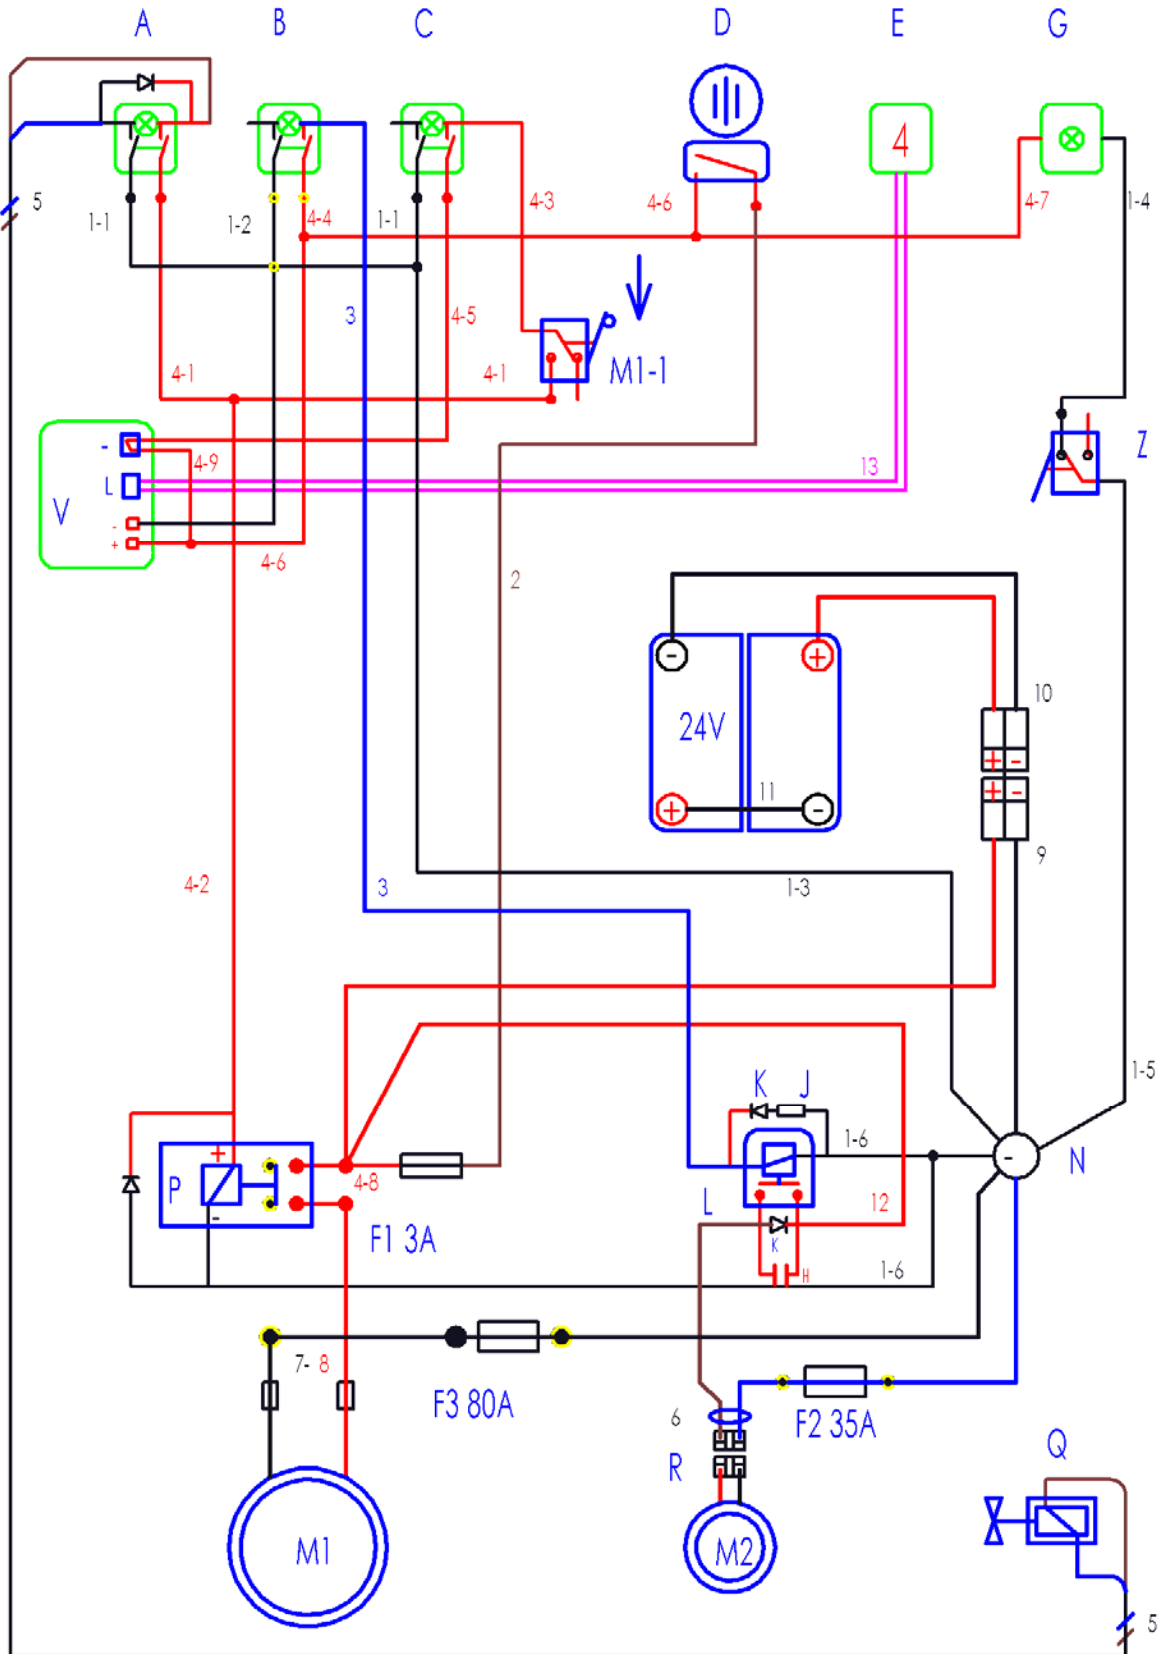 A B C D E G
4
5 1-1 1-2 4-4 1-1 4-3 4-6 4-7 1-4
3 4-5
4-1 4-1 M1-1
- 4-9 13 Z
L
V
-
+ 4-6
2
- +
10
24V
+ -
+ -
11
+ -
9
4-2 3 1-3
1-5
K J
1-6
+
P 4-8 - N
-
L 12
F1 3A
K
H 1-6
7- 8
F3 80A
6 F2 35A
R Q
M1 M2
5